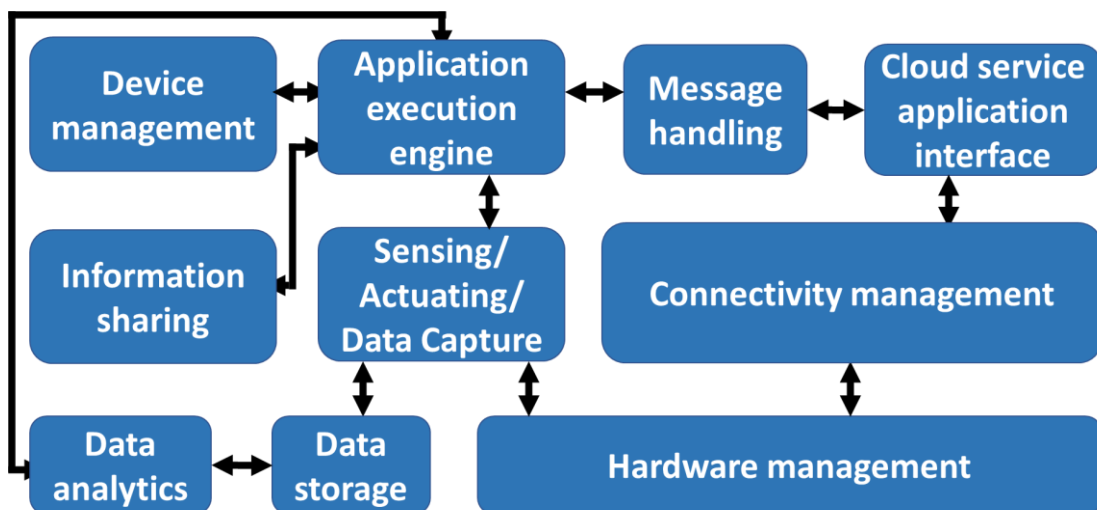 Device
management
Application
execution
engine
Message
handling
Cloud service
application
interface
Information
sharing
Sensing/
Actuating/
Data Capture
Connectivity management
Data
analytics
Data
storage
Hardware management